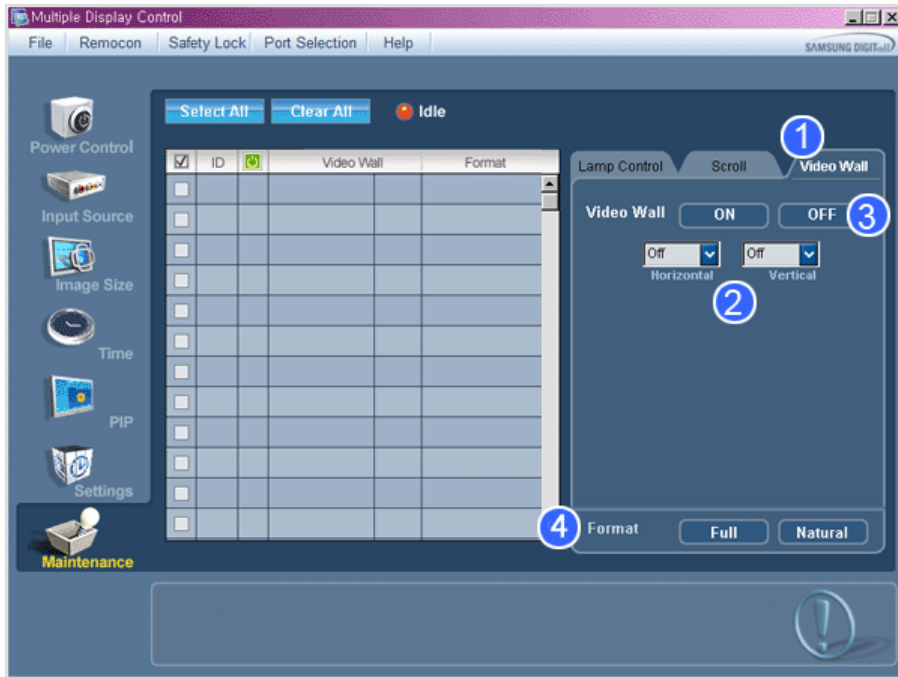 Multiple Display Control
File Remocon Safety Lock Port Selection Help
SAMSUNG DIGITall
Select All Clear All Idle
Power Control
Input Source
Image Size
Time
PIP
Settings
Maintenance
ID Video Wall Format
1
Lamp Control Scroll Video Wall
Video Wall ON OFF 3
Off Off
Horizontal Vertical
2
4 Format Full Natural